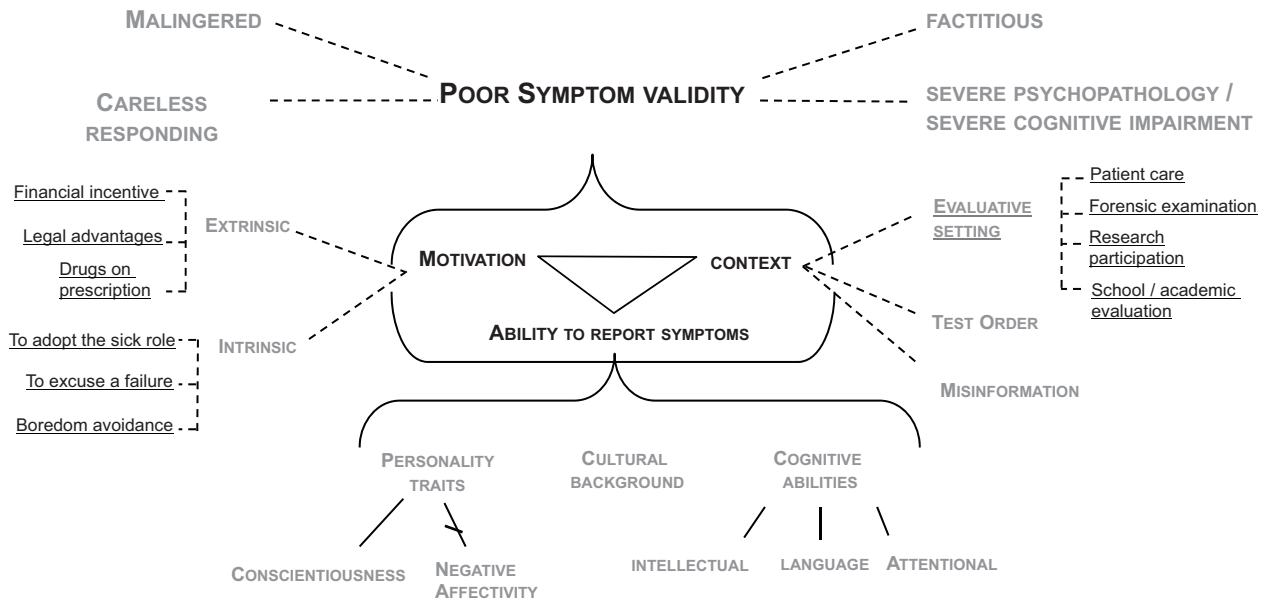 MALINGERED
FACTITIOUS
POOR SYMPTOM VALIDITY
CARELESS
RESPONDING
SEVERE PSYCHOPATHOLOGY /
SEVERE COGNITIVE IMPAIRMENT
Financial incentive
Legal advantages
Drugs on
prescription
EXTRINSIC
To adopt the sick role
To excuse a failure
Boredom avoidance
INTRINSIC
MOTIVATION
CONTEXT
ABILITY TO REPORT SYMPTOMS
EVALUATIVE
SETTING
Patient care
Forensic examination
Research
participation
School / academic
evaluation
TEST ORDER
MISINFORMATION
PERSONALITY
TRAITS
CULTURAL
BACKGROUND
COGNITIVE
ABILITIES
CONSCIENTIOUSNESS
NEGATIVE
AFFECTIVITY
INTELLECTUAL
LANGUAGE
ATTENTIONAL